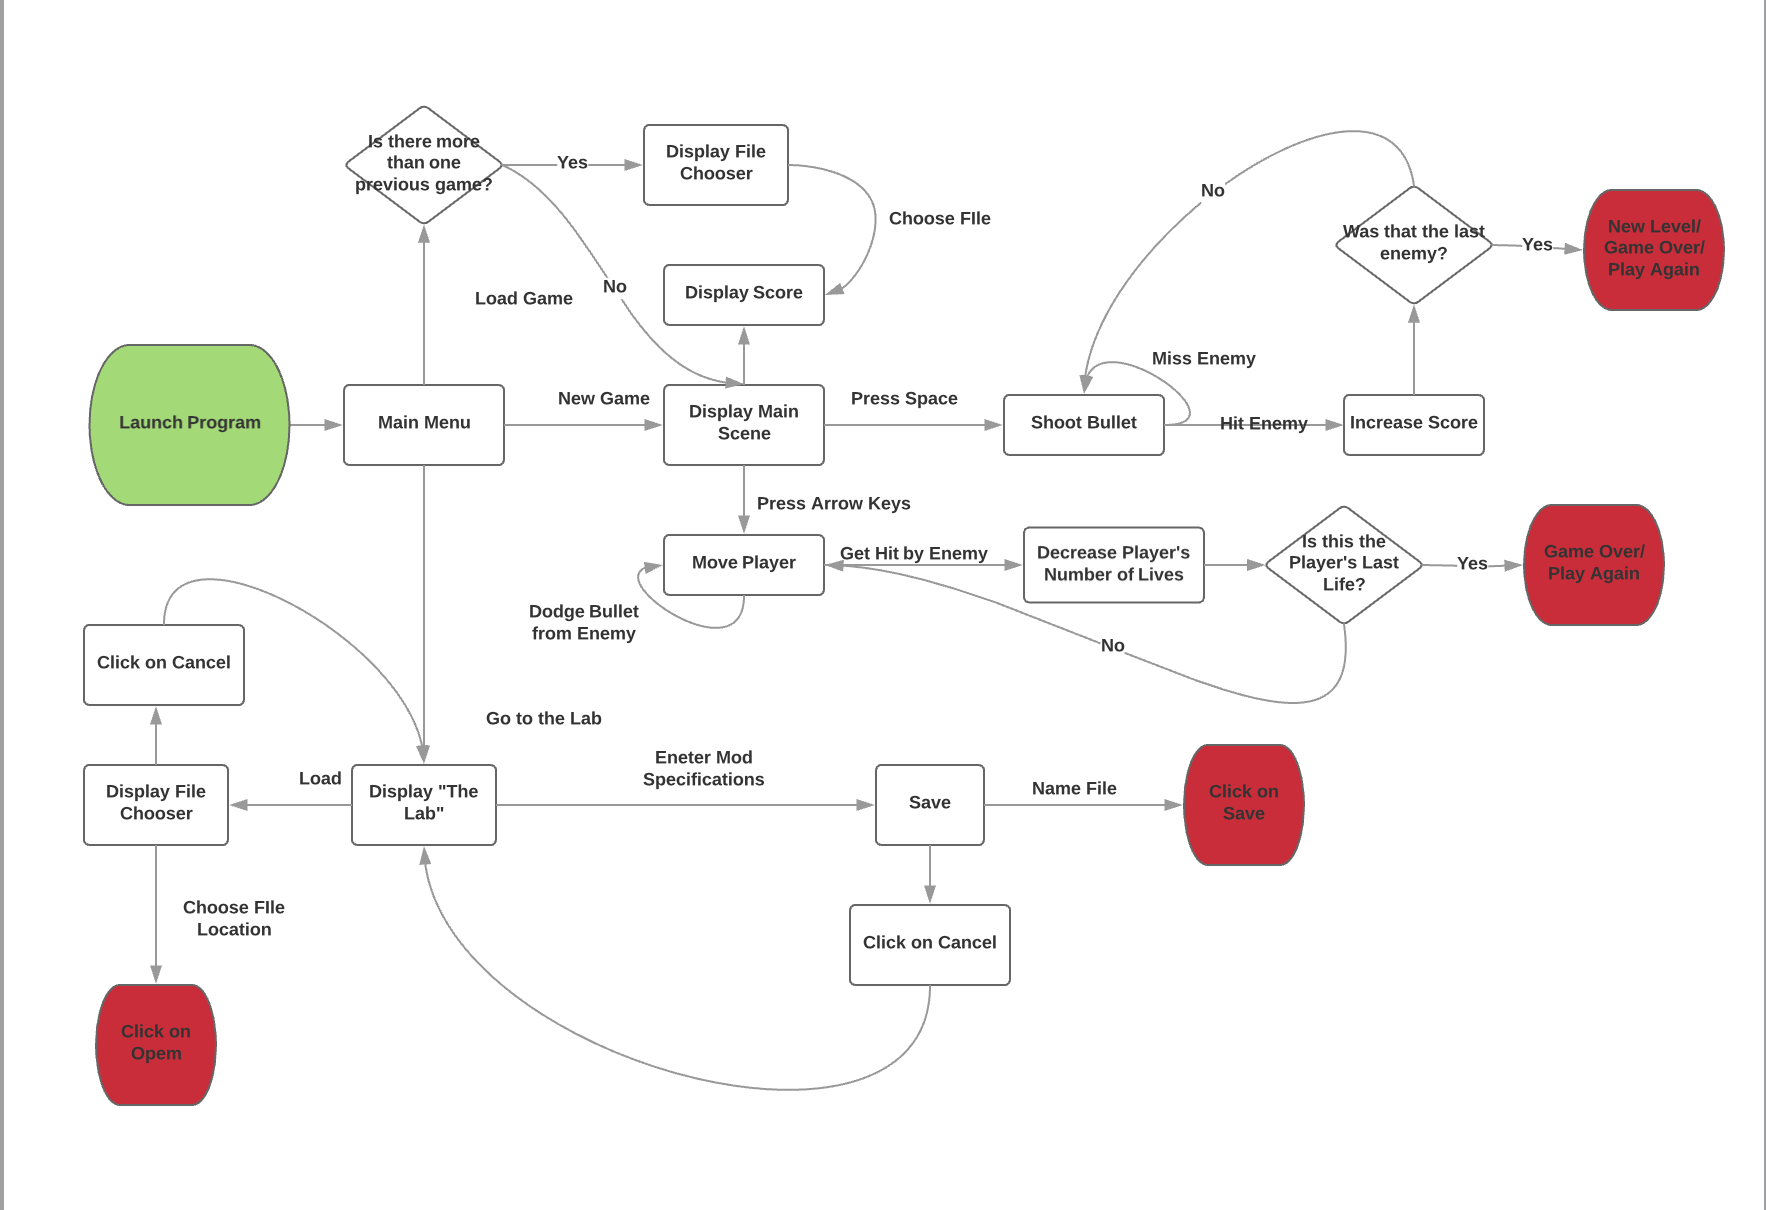 Is there more
than one
previous game?
Yes
Display File
Chooser
Choose FIle
No
Load Game
Display Score
No
Was that the last
enemy?
Yes
New Level/
Game Over/
Play Again
Miss Enemy
Launch Program
Main Menu
New Game
Display Main
Scene
Press Space
Shoot Bullet
Hit Enemy
Increase Score
Press Arrow Keys
Move Player
Get Hit by Enemy
Decrease Player's
Number of Lives
Is this the
Player's Last
Life?
Yes
Game Over/
Play Again
Dodge Bullet
from Enemy
No
Click on Cancel
Go to the Lab
Display File
Chooser
Load
Display "The
Lab"
Eneter Mod
Specifications
Save
Name File
Click on
Save
Choose FIle
Location
Click on Cancel
Click on
Opem